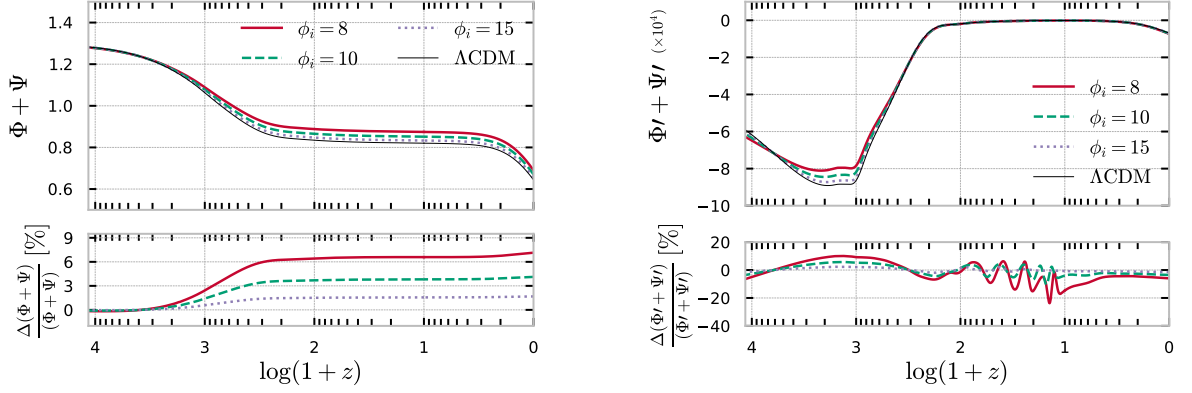 1.4
1.2
1.0
0.8
0.6
Φ + Ψ
ϕ_i = 8
ϕ_i = 10
ϕ_i = 15
ΛCDM
9
6
3
0
Δ(Φ + Ψ)/(Φ + Ψ) [%]
4 3 2 1 0
log(1 + z)
0
−2
−4
−6
−8
−10
Φ′ + Ψ′ (×10⁴)
ϕ_i = 8
ϕ_i = 10
ϕ_i = 15
ΛCDM
20
0
−20
−40
Δ(Φ′ + Ψ′)/(Φ′ + Ψ′) [%]
4 3 2 1 0
log(1 + z)